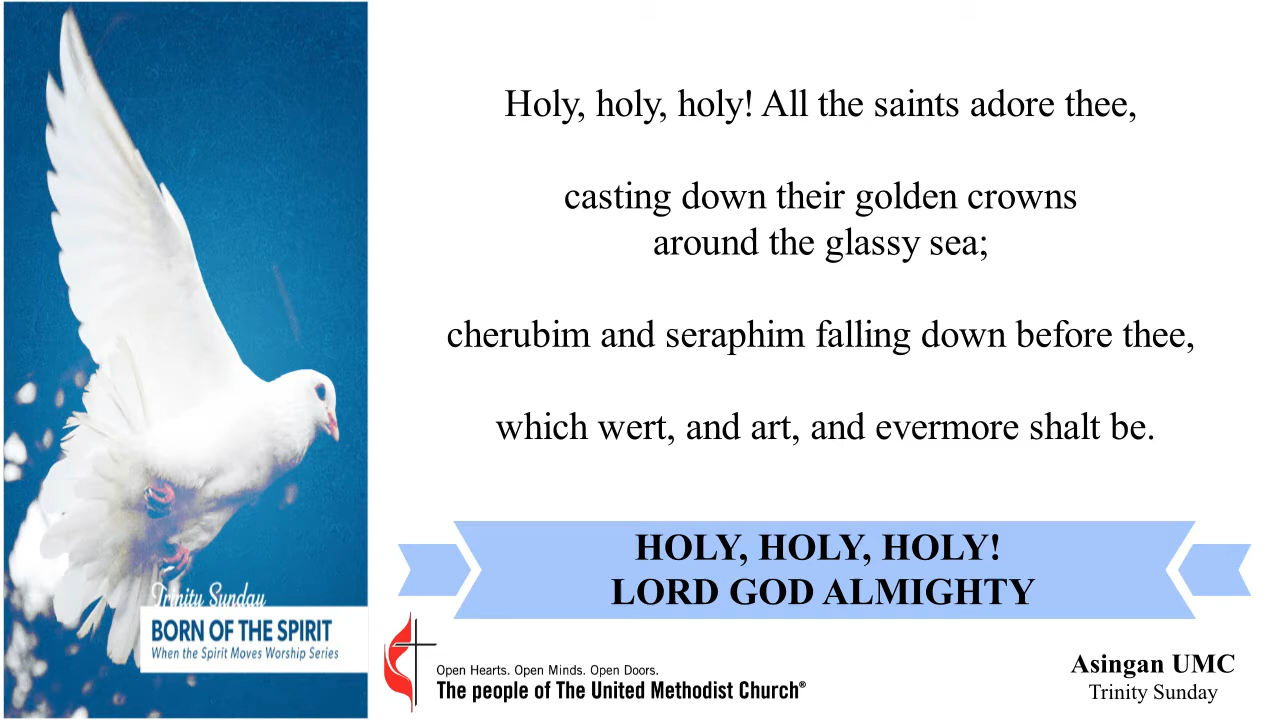 Holy, holy, holy! All the saints adore thee,
casting down their golden crowns
around the glassy sea;
cherubim and seraphim falling down before thee,
which wert, and art, and evermore shalt be.
HOLY, HOLY, HOLY!
LORD GOD ALMIGHTY
Trinity Sunday
BORN OF THE SPIRIT
When the Spirit Moves Worship Series
Open Hearts. Open Minds. Open Doors.
The people of The United Methodist Church®
Asingan UMC
Trinity Sunday